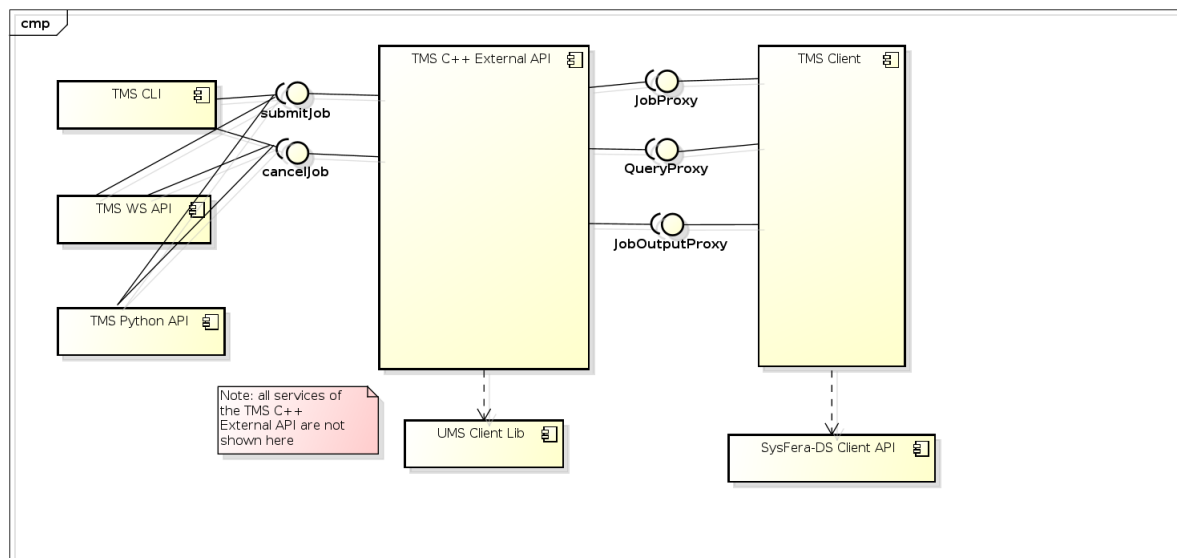 cmp
TMS C++ External API
TMS Client
TMS CLI
submitJob
JobProxy
cancelJob
QueryProxy
TMS WS API
JobOutputProxy
TMS Python API
Note: all services of
the TMS C++
External API are not
shown here
UMS Client Lib
SysFera-DS Client API